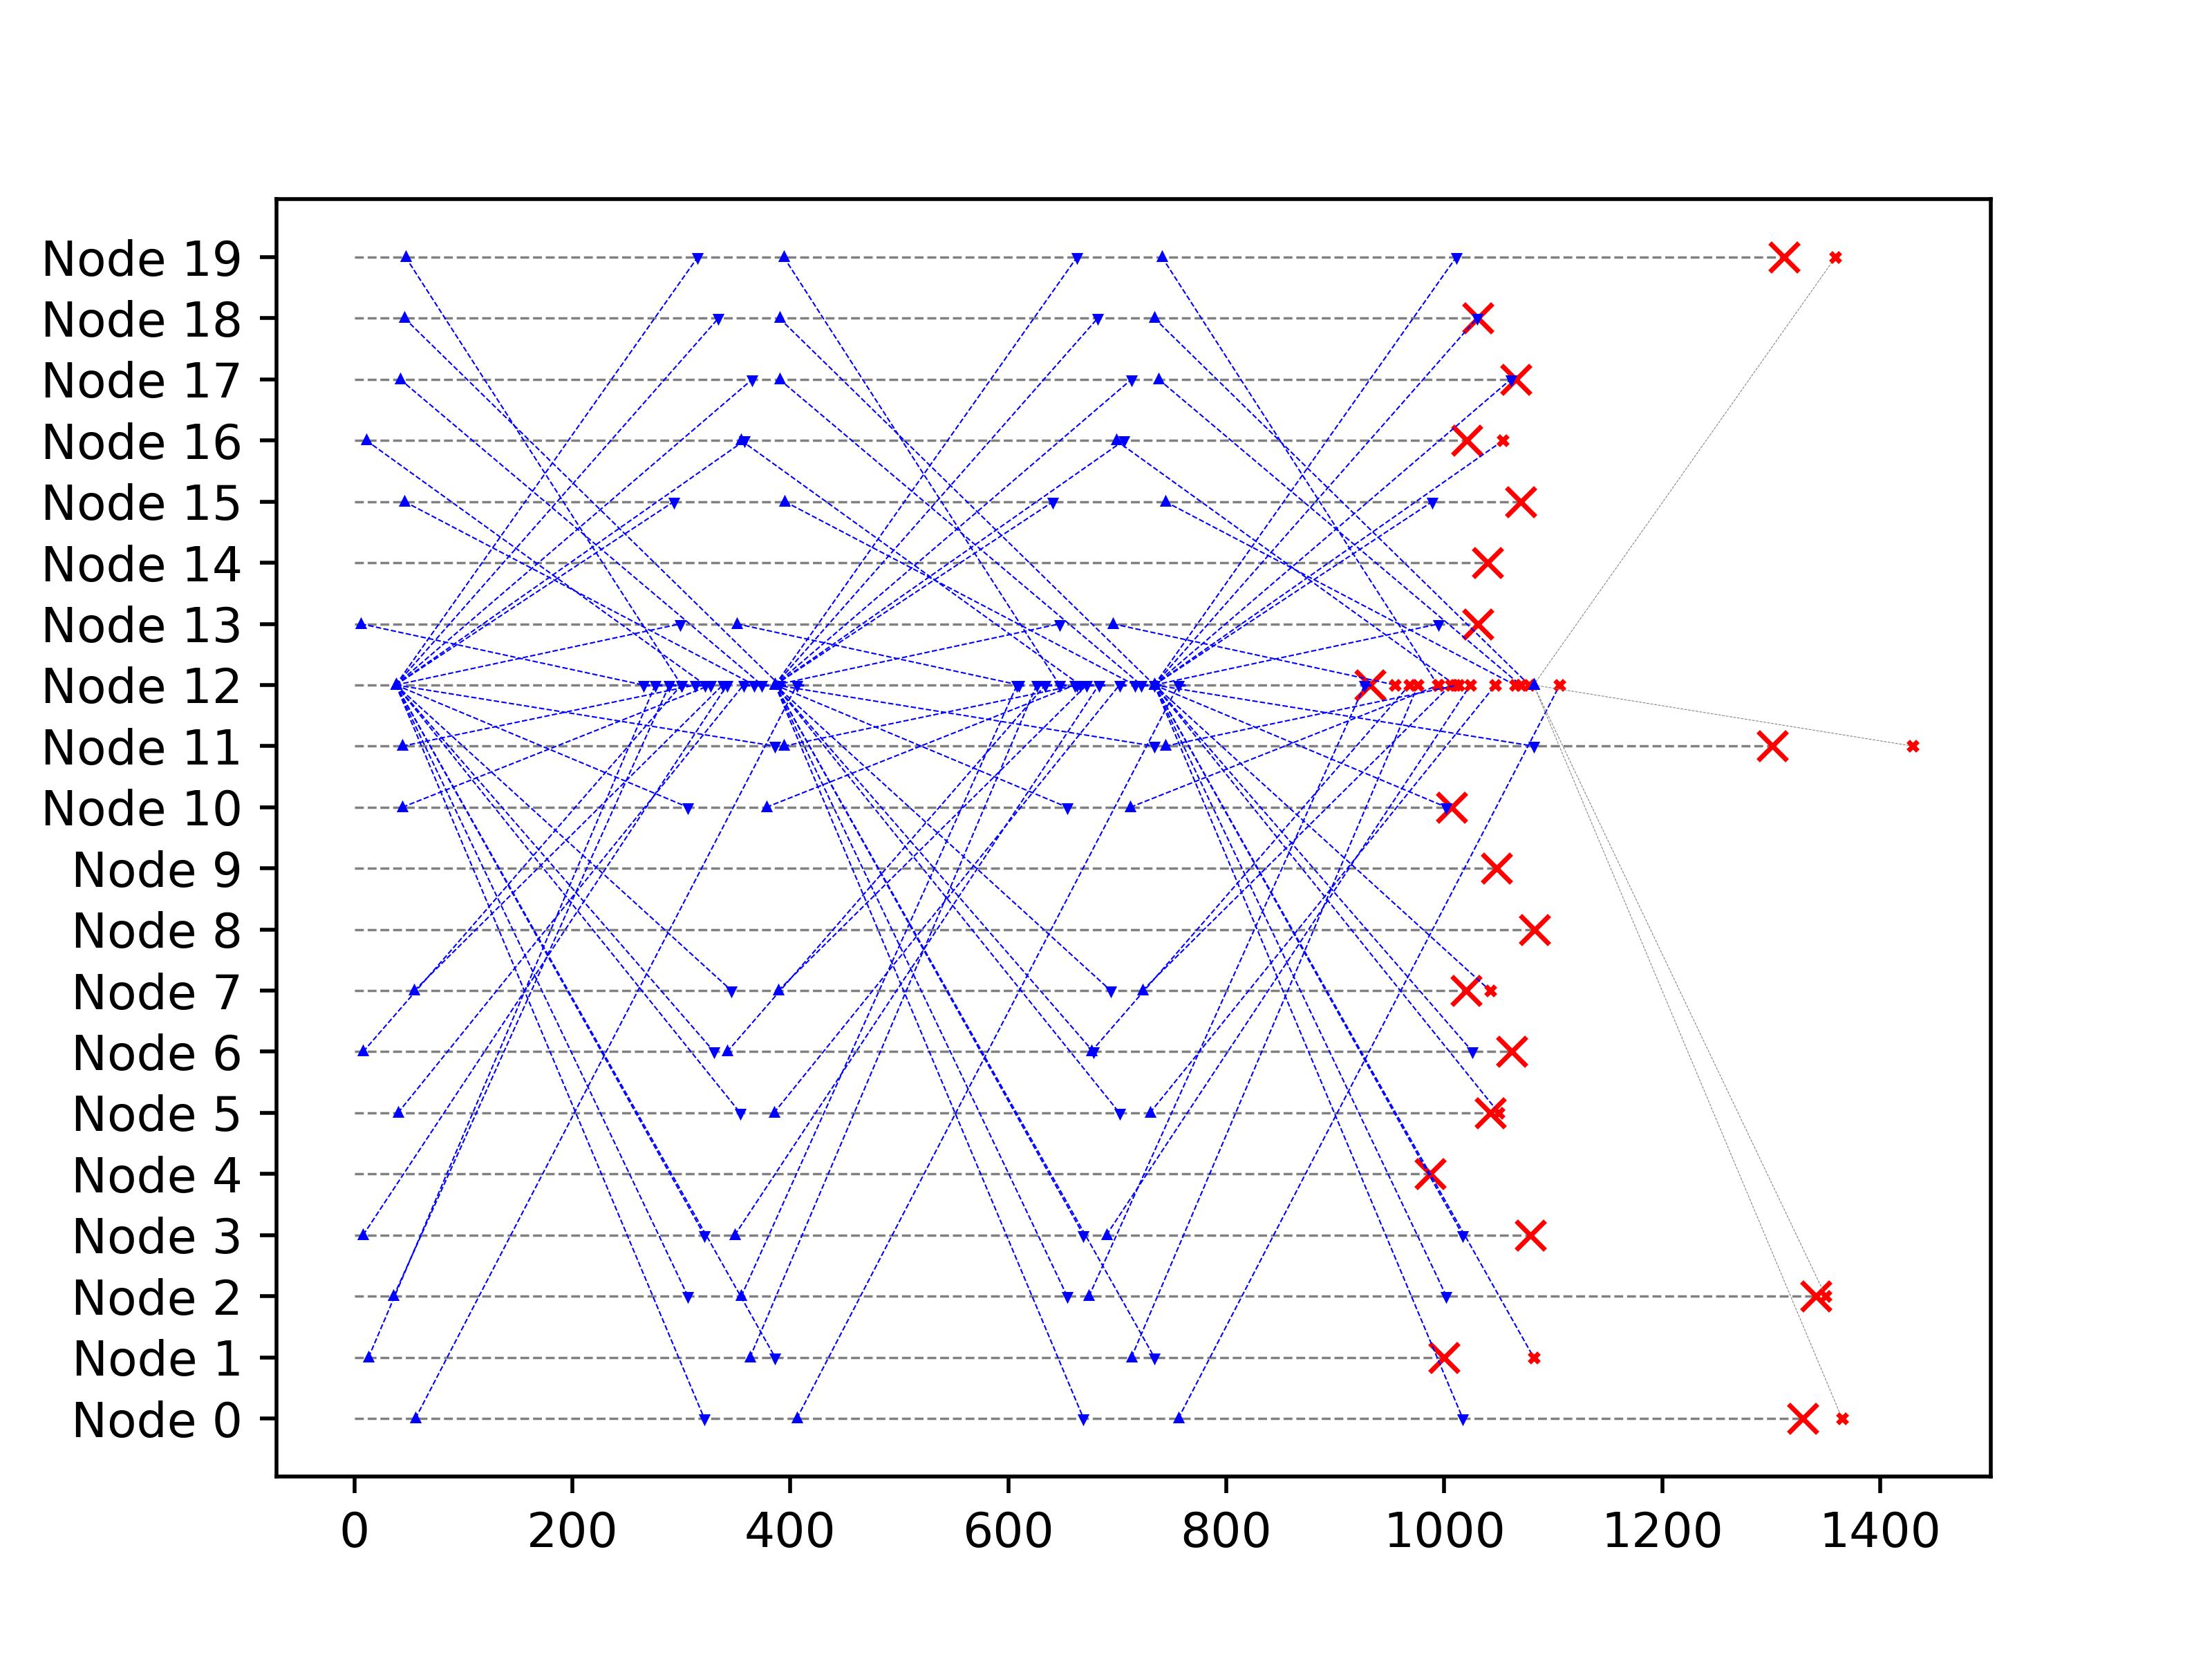 Node 19
Node 18
Node 17
Node 16
Node 15
Node 14
Node 13
Node 12
Node 11
Node 10
Node 9
Node 8
Node 7
Node 6
Node 5
Node 4
Node 3
Node 2
Node 1
Node 0
0 200 400 600 800 1000 1200 1400